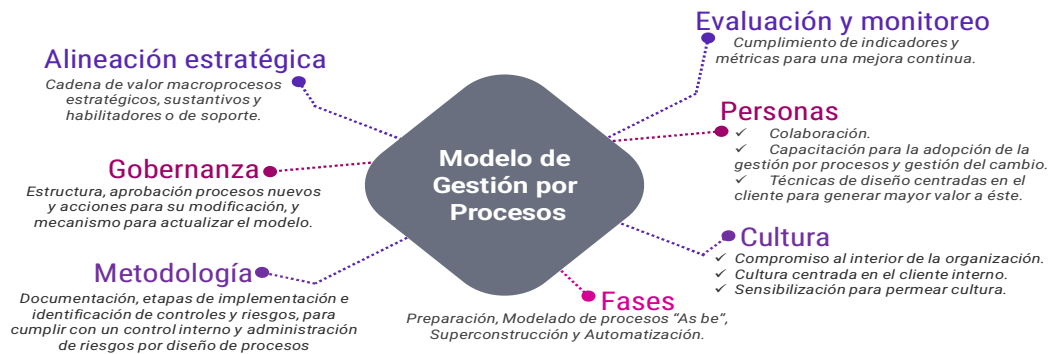 Alineación estratégica
Cadena de valor macroprocesos
estratégicos, sustantivos y
habilitadores o de soporte.
Gobernanza
Estructura, aprobación procesos nuevos
y acciones para su modificación, y
mecanismo para actualizar el modelo.
Metodología
Documentación, etapas de implementación e
identificación de controles y riesgos, para
cumplir con un control interno y administración
de riesgos por diseño de procesos
Modelo de
Gestión por
Procesos
Evaluación y monitoreo
Cumplimiento de indicadores y
métricas para una mejora continua.
Personas
✓ Colaboración.
✓ Capacitación para la adopción de la
gestión por procesos y gestión del cambio.
✓ Técnicas de diseño centradas en el
cliente para generar mayor valor a éste.
Cultura
✓ Compromiso al interior de la organización.
✓ Cultura centrada en el cliente interno.
✓ Sensibilización para permear cultura.
Fases
Preparación, Modelado de procesos “As be”,
Superconstrucción y Automatización.